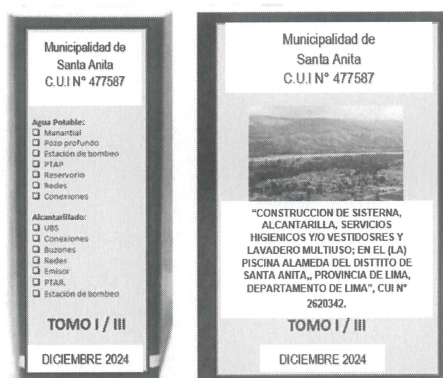 Municipalidad de
Santa Anita
C.U.I N° 477587
Agua Potable:
❑ Manantial
❑ Pozo profundo
❑ Estación de bombeo
❑ PTAP
❑ Reservorio
❑ Redes
❑ Conexiones
Alcantarillado:
❑ UBS
❑ Conexiones
❑ Buzones
❑ Redes
❑ Emisor
❑ PTAR.
❑ Estación de bombeo
TOMO I / III
DICIEMBRE 2024
Municipalidad de
Santa Anita
C.U.I N° 477587
"CONSTRUCCION DE SISTERNA,
ALCANTARILLA, SERVICIOS
HIGIENICOS Y/O VESTIDOSRES Y
LAVADERO MULTIUSO; EN EL (LA)
PISCINA ALAMEDA DEL DISTTITO DE
SANTA ANITA,, PROVINCIA DE LIMA,
DEPARTAMENTO DE LIMA", CUI N°
2620342.
TOMO I / III
DICIEMBRE 2024